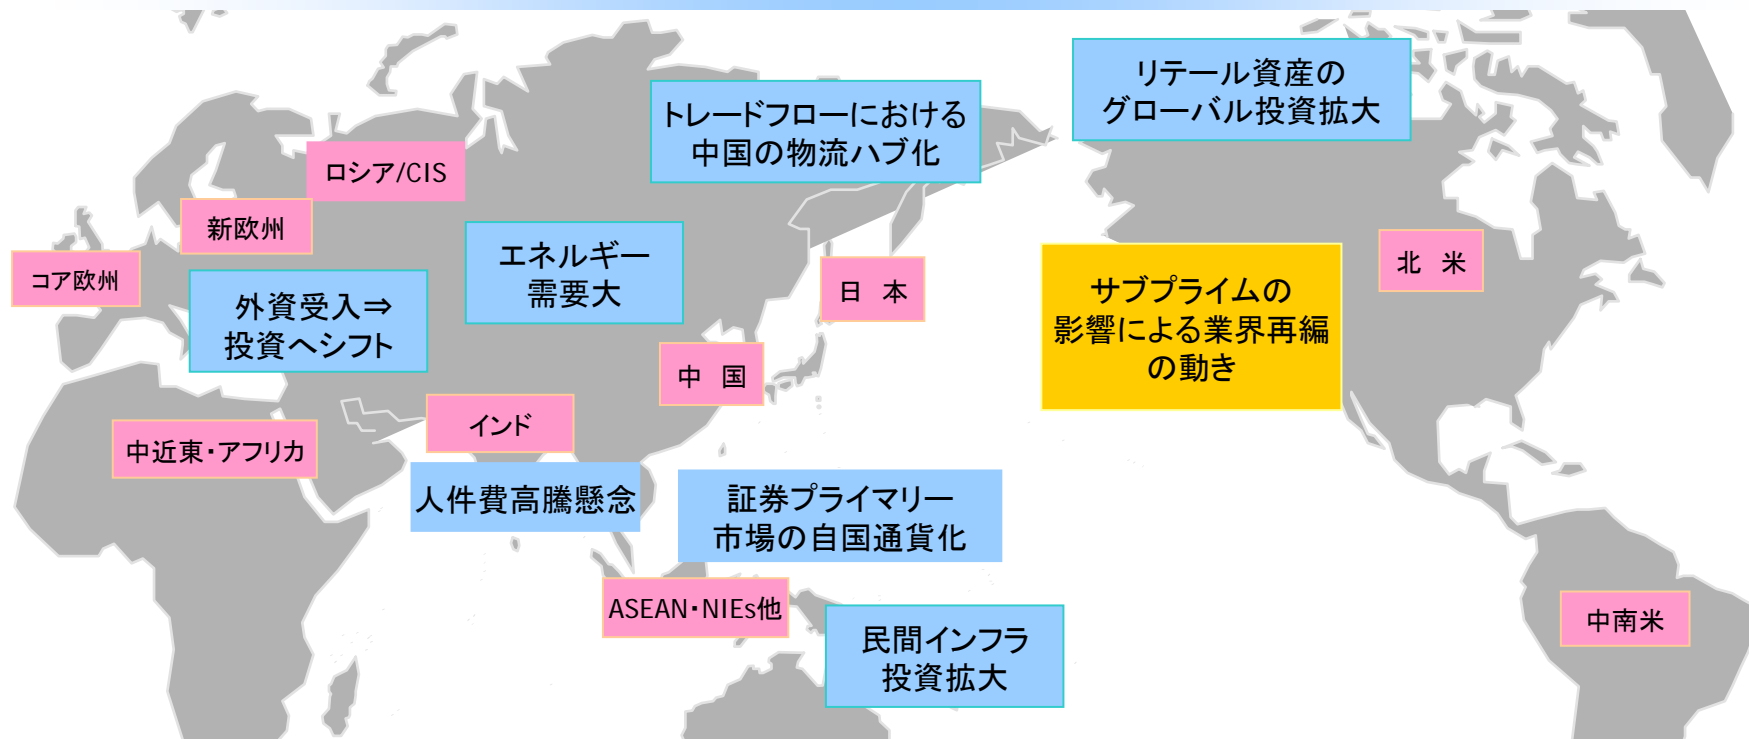 リテール資産の
グローバル投資拡大
トレードフローにおける
中国の物流ハブ化
ロシア/CIS
新欧州
コア欧州
エネルギー
需要大
日 本
北 米
外資受入⇒
投資へシフト
サブプライムの
影響による業界再編
の動き
中 国
インド
中近東・アフリカ
人件費高騰懸念
証券プライマリー
市場の自国通貨化
ASEAN・NIEs他
中南米
民間インフラ
投資拡大